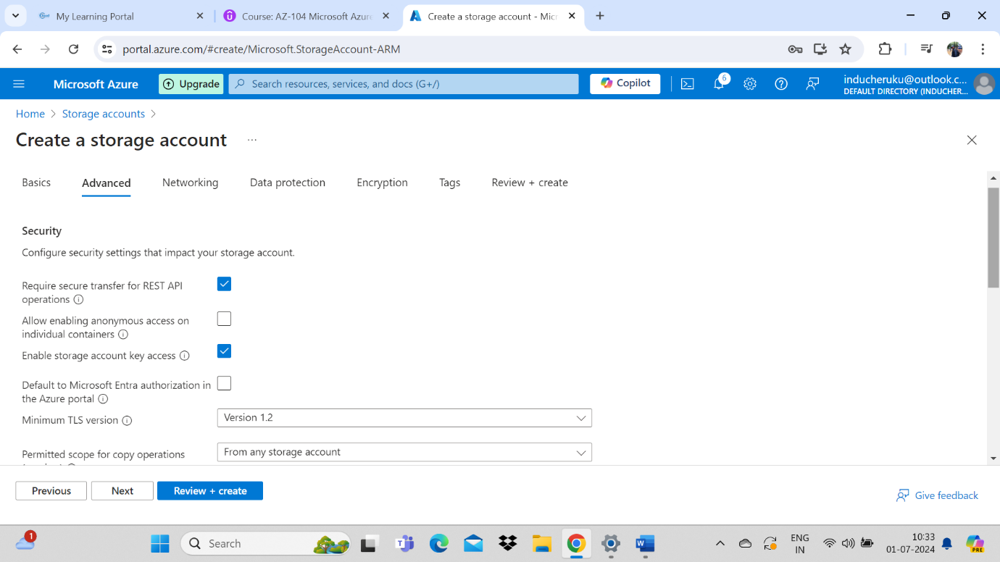 My Learning Portal
Course: AZ-104 Microsoft Azure
Create a storage account - Micr
portal.azure.com/#create/Microsoft.StorageAccount-ARM
Microsoft Azure
Upgrade
Search resources, services, and docs (G+/)
Copilot
6
inducheruku@outlook.c...
DEFAULT DIRECTORY (INDUCHER...
Home > Storage accounts >
Create a storage account ...
Basics
Advanced
Networking
Data protection
Encryption
Tags
Review + create
Security
Configure security settings that impact your storage account.
Require secure transfer for REST API
operations
Allow enabling anonymous access on
individual containers
Enable storage account key access
Default to Microsoft Entra authorization in
the Azure portal
Minimum TLS version
Version 1.2
Permitted scope for copy operations
From any storage account
Previous
Next
Review + create
Give feedback
1
Search
ENG
IN
10:33
01-07-2024
PRE